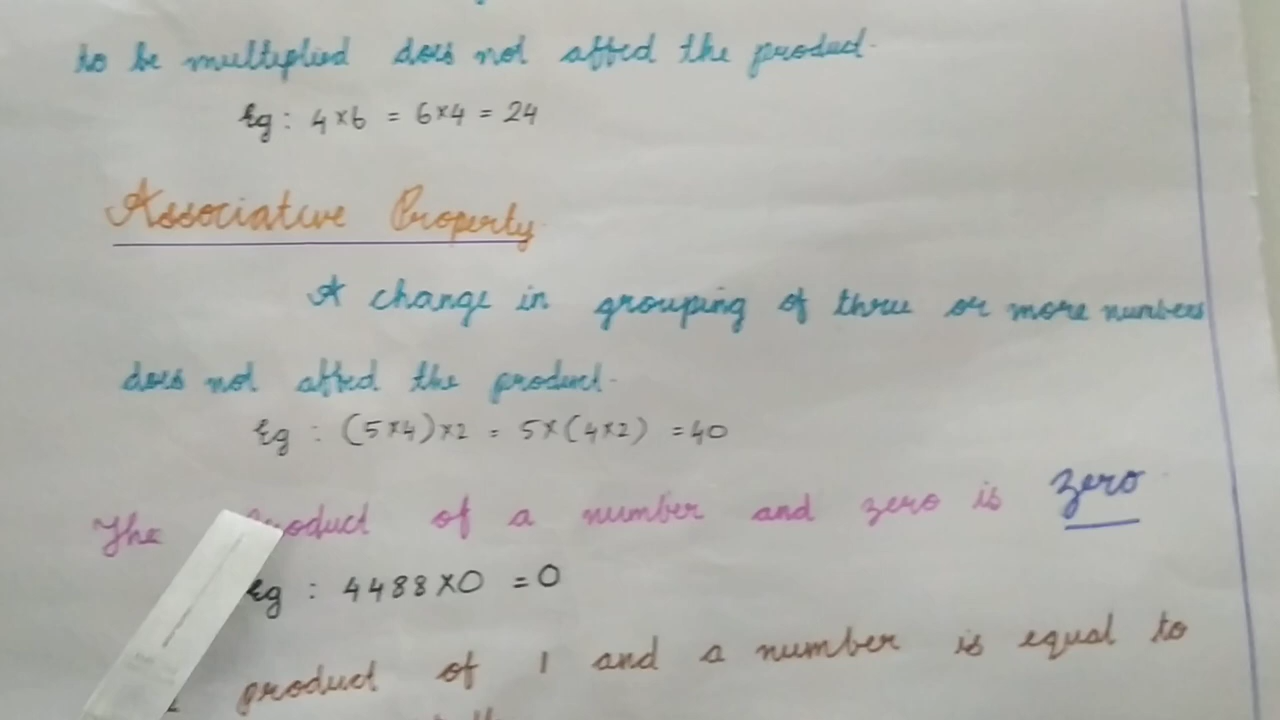 to be multiplied does not affect the product.
Eg : 4×6 = 6×4 = 24
Associative Property
A change in grouping of three or more numbers
does not affect the product.
Eg : (5×4)×2 = 5×(4×2) = 40
The product of a number and zero is zero
Eg : 4488×0 = 0
product of 1 and a number is equal to